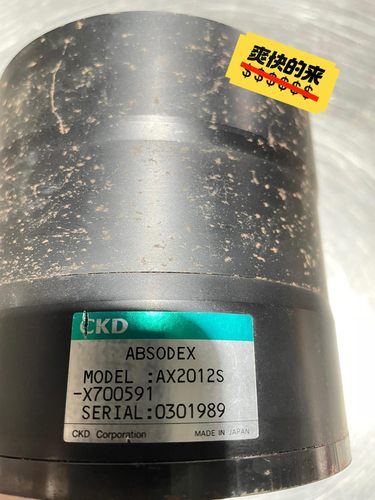 爽快的来
$$$$$$
CKD
ABSODEX
MODEL :AX2012S
-X700591
SERIAL:0301989
CKD Corporation MADE IN JAPAN